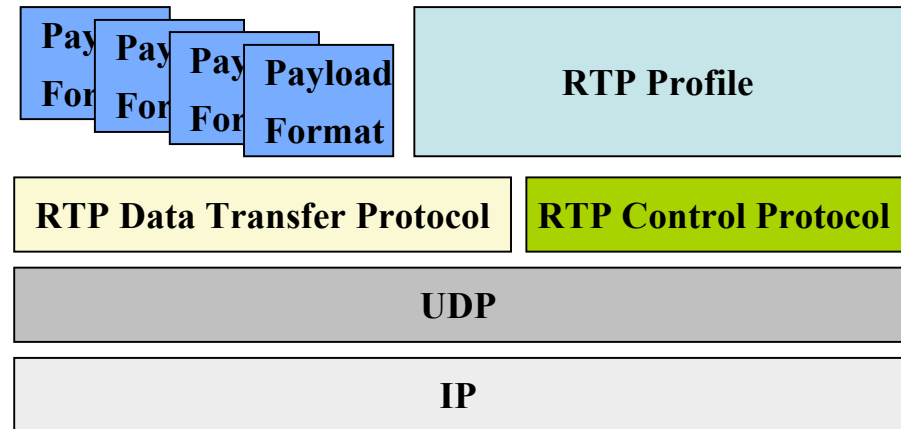 Pay
For
Pay
For
Pay
For
Payload
Format
RTP Profile
RTP Data Transfer Protocol
RTP Control Protocol
UDP
IP